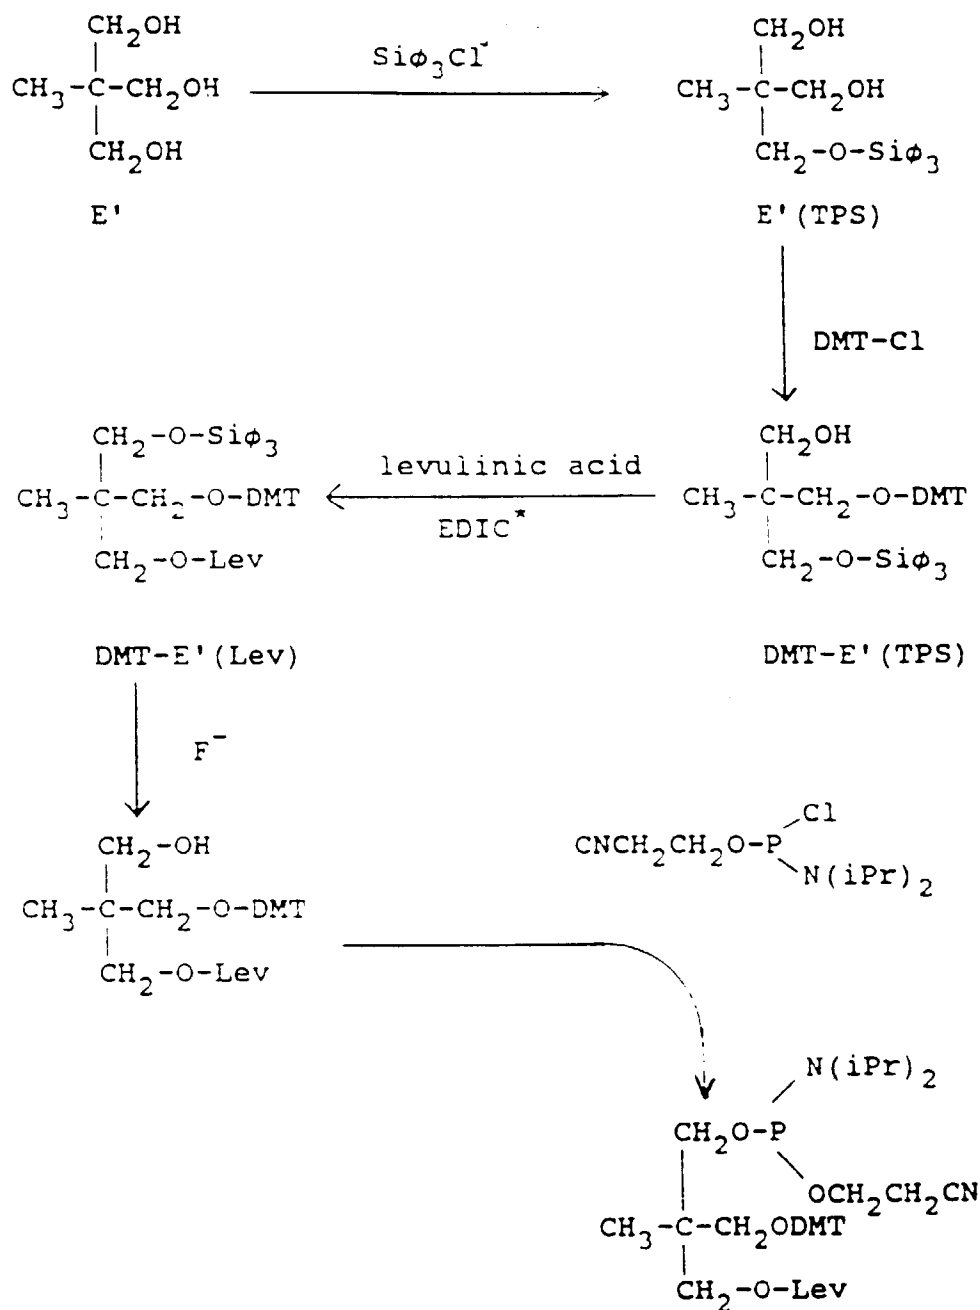 CH₂OH
SiΦ₃Cl
CH₃-C-CH₂OH
CH₂OH
E'
CH₂OH
CH₃-C-CH₂OH
CH₂-O-SiΦ₃
E'(TPS)
DMT-Cl
CH₂OH
CH₃-C-CH₂-O-DMT
CH₂-O-SiΦ₃
DMT-E'(TPS)
levulinic acid
EDIC*
CH₂-O-SiΦ₃
CH₃-C-CH₂-O-DMT
CH₂-O-Lev
DMT-E'(Lev)
F⁻
CH₂-OH
CH₃-C-CH₂-O-DMT
CH₂-O-Lev
Cl
CNCH₂CH₂O-P
N(iPr)₂
N(iPr)₂
CH₂O-P
OCH₂CH₂CN
CH₃-C-CH₂ODMT
CH₂-O-Lev